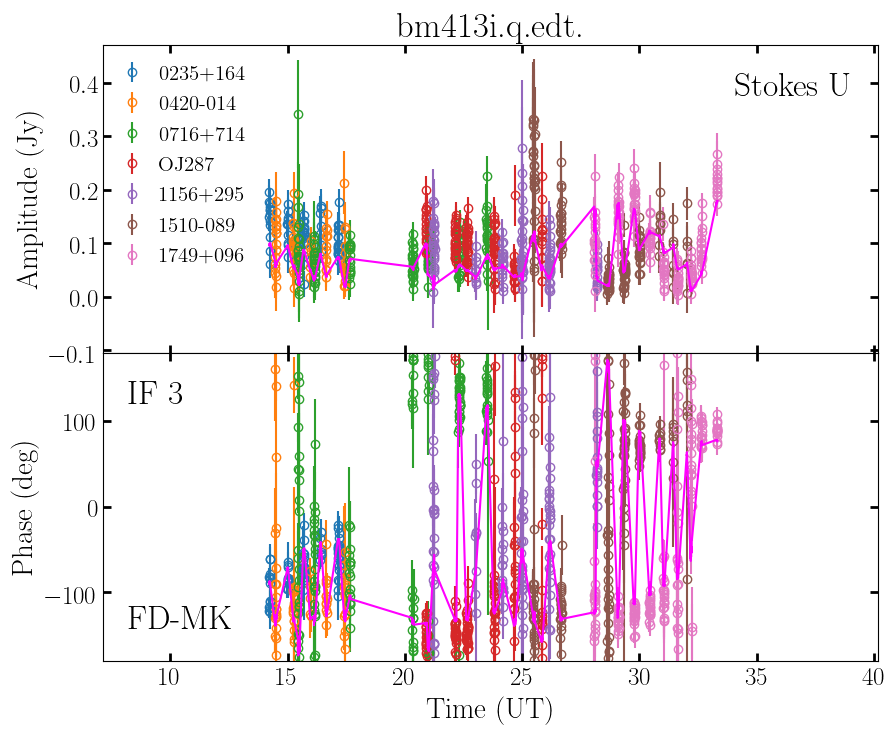 bm413i.q.edt.
Stokes U
0235+164
0420-014
0716+714
OJ287
1156+295
1510-089
1749+096
Amplitude (Jy)
0.4
0.3
0.2
0.1
0.0
−0.1
IF 3
FD-MK
Phase (deg)
100
0
−100
10 15 20 25 30 35 40
Time (UT)